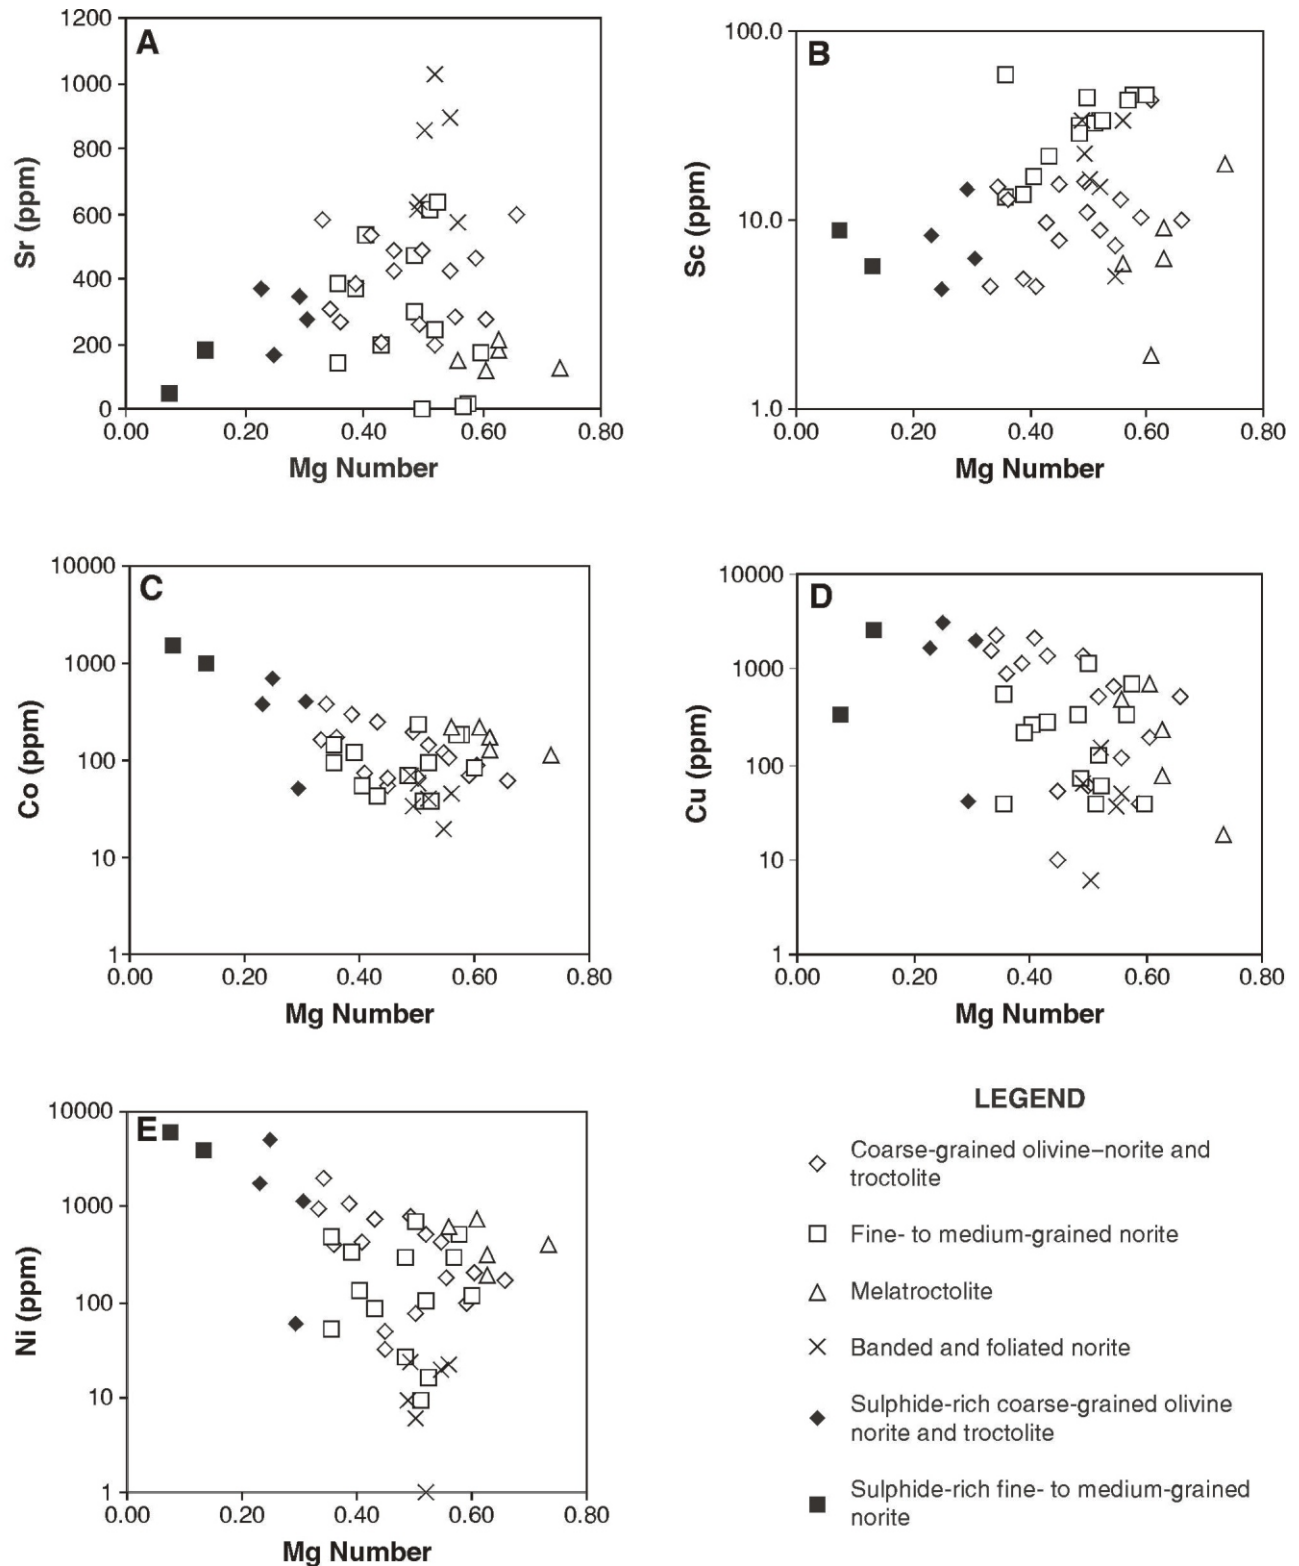 A
1200
1000
800
600
400
200
0
Sr (ppm)
0.00 0.20 0.40 0.60 0.80
Mg Number
B
100.0
10.0
1.0
Sc (ppm)
0.00 0.20 0.40 0.60 0.80
Mg Number
C
10000
1000
100
10
1
Co (ppm)
0.00 0.20 0.40 0.60 0.80
Mg Number
D
10000
1000
100
10
1
Cu (ppm)
0.00 0.20 0.40 0.60 0.80
Mg Number
E
10000
1000
100
10
1
Ni (ppm)
0.00 0.20 0.40 0.60 0.80
Mg Number
LEGEND
Coarse-grained olivine–norite and
troctolite
Fine- to medium-grained norite
Melatroctolite
Banded and foliated norite
Sulphide-rich coarse-grained olivine
norite and troctolite
Sulphide-rich fine- to medium-grained
norite